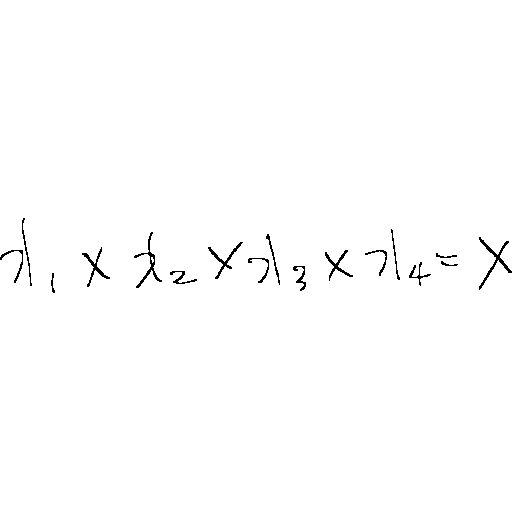 λ₁ × λ₂ × λ₃ × λ₄ = X